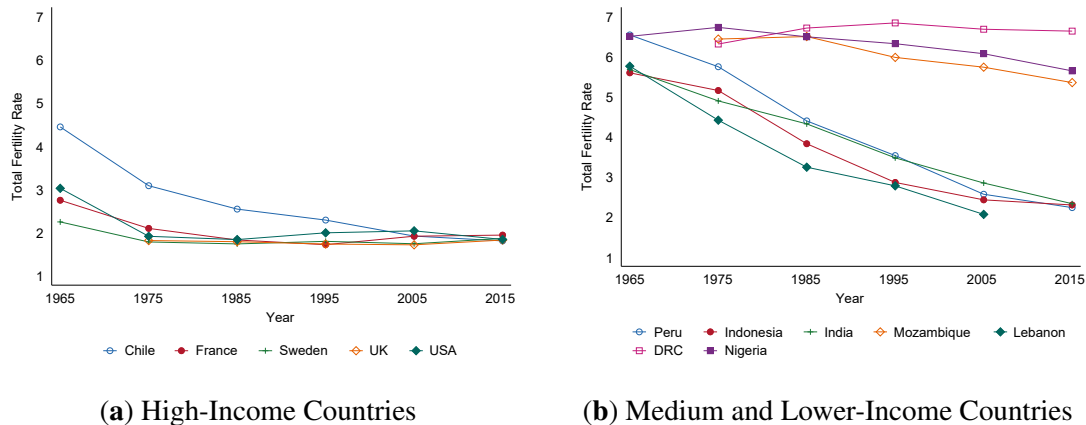 7
6
5
4
3
2
1
Total Fertility Rate
1965 1975 1985 1995 2005 2015
Year
Chile France Sweden UK USA
(a) High-Income Countries
7
6
5
4
3
2
1
Total Fertility Rate
1965 1975 1985 1995 2005 2015
Year
Peru Indonesia India Mozambique Lebanon
DRC Nigeria
(b) Medium and Lower-Income Countries